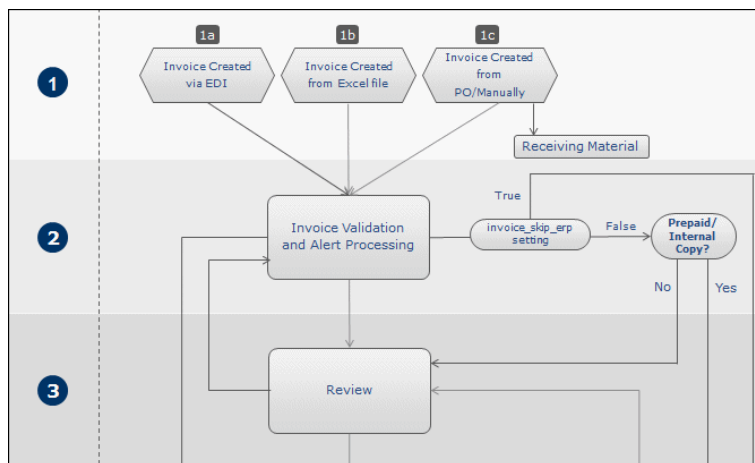 1a
1b
1c
Invoice Created
via EDI
Invoice Created
from Excel file
Invoice Created
from
PO/Manually
1
Receiving Material
True
Invoice Validation
and Alert Processing
invoice_skip_erp
setting
False
Prepaid/
Internal
Copy?
2
No
Yes
Review
3